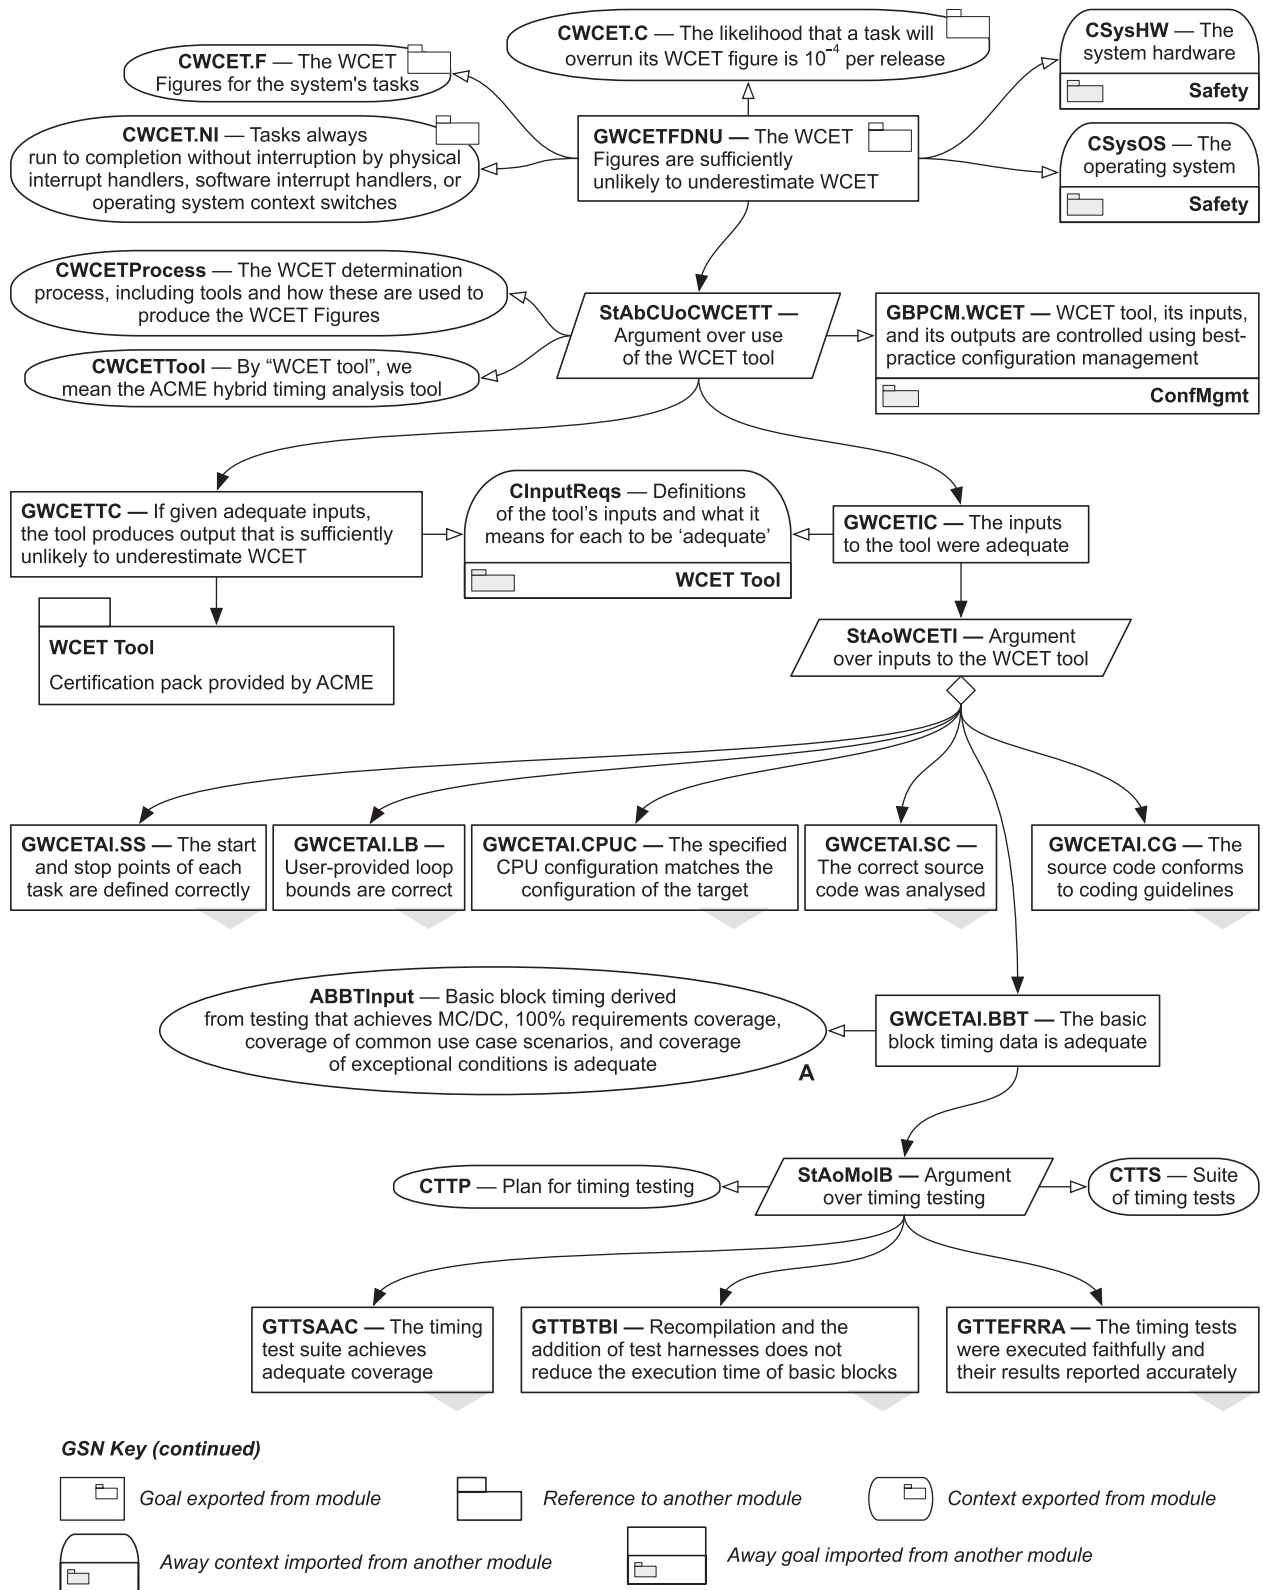 CWCET.C — The likelihood that a task will
overrun its WCET figure is 10⁻⁴ per release
CWCET.F — The WCET
Figures for the system's tasks
CSysHW — The
system hardware
Safety
CWCET.NI — Tasks always
run to completion without interruption by physical
interrupt handlers, software interrupt handlers, or
operating system context switches
GWCETFDNU — The WCET
Figures are sufficiently
unlikely to underestimate WCET
CSysOS — The
operating system
Safety
CWCETProcess — The WCET determination
process, including tools and how these are used to
produce the WCET Figures
CWCETTool — By “WCET tool”, we
mean the ACME hybrid timing analysis tool
StAbCUoCWCETT —
Argument over use
of the WCET tool
GBPCM.WCET — WCET tool, its inputs,
and its outputs are controlled using best-
practice configuration management
ConfMgmt
GWCETTC — If given adequate inputs,
the tool produces output that is sufficiently
unlikely to underestimate WCET
CInputReqs — Definitions
of the tool’s inputs and what it
means for each to be ‘adequate’
WCET Tool
GWCETIC — The inputs
to the tool were adequate
WCET Tool
Certification pack provided by ACME
StAoWCETI — Argument
over inputs to the WCET tool
GWCETAI.SS — The start
and stop points of each
task are defined correctly
GWCETAI.LB —
User-provided loop
bounds are correct
GWCETAI.CPUC — The specified
CPU configuration matches the
configuration of the target
GWCETAI.SC —
The correct source
code was analysed
GWCETAI.CG — The
source code conforms
to coding guidelines
ABBTInput — Basic block timing derived
from testing that achieves MC/DC, 100% requirements coverage,
coverage of common use case scenarios, and coverage
of exceptional conditions is adequate
A
GWCETAI.BBT — The basic
block timing data is adequate
CTTP — Plan for timing testing
StAoMoIB — Argument
over timing testing
CTTS — Suite
of timing tests
GTTSAAC — The timing
test suite achieves
adequate coverage
GTTBTBI — Recompilation and the
addition of test harnesses does not
reduce the execution time of basic blocks
GTTEFRRA — The timing tests
were executed faithfully and
their results reported accurately
GSN Key (continued)
Goal exported from module
Reference to another module
Context exported from module
Away context imported from another module
Away goal imported from another module